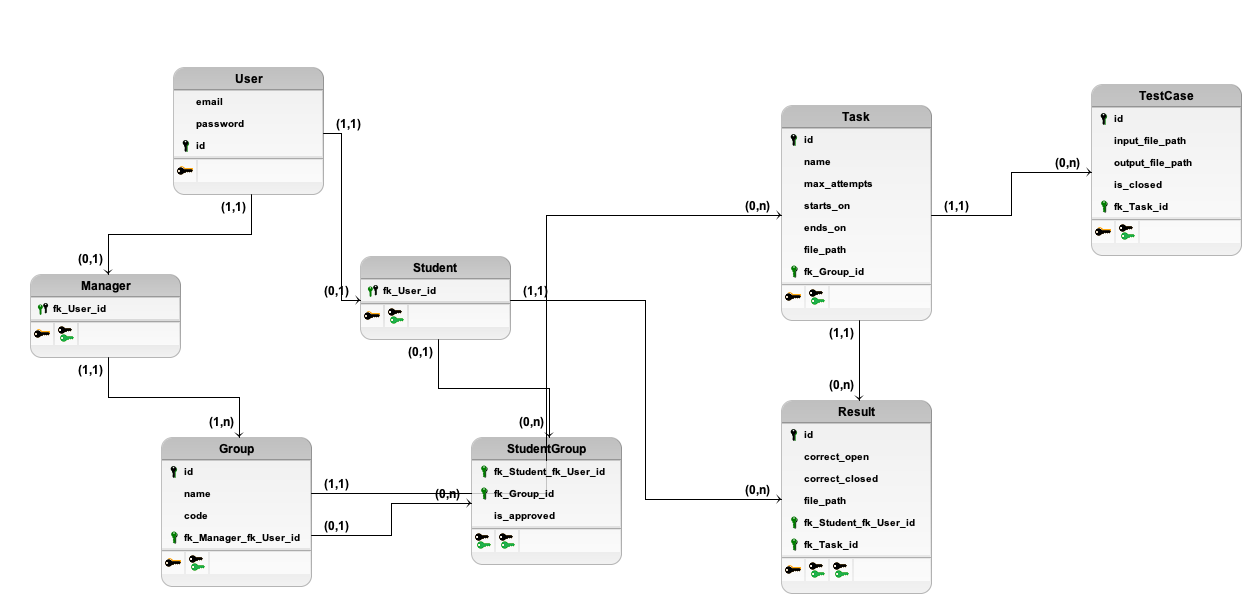 User
email
password
id
(1,1)
(1,1)
(0,1)
Manager
fk_User_id
(1,1)
(1,n)
(0,1)
Student
fk_User_id
(1,1)
(0,1)
(0,n)
Group
id
name
code
fk_Manager_fk_User_id
(1,1)
(0,1)
(0,n)
StudentGroup
fk_Student_fk_User_id
fk_Group_id
is_approved
(0,n)
Task
id
name
max_attempts
starts_on
ends_on
file_path
fk_Group_id
(1,1)
(0,n)
TestCase
id
input_file_path
output_file_path
is_closed
fk_Task_id
(1,1)
(0,n)
(0,n)
Result
id
correct_open
correct_closed
file_path
fk_Student_fk_User_id
fk_Task_id